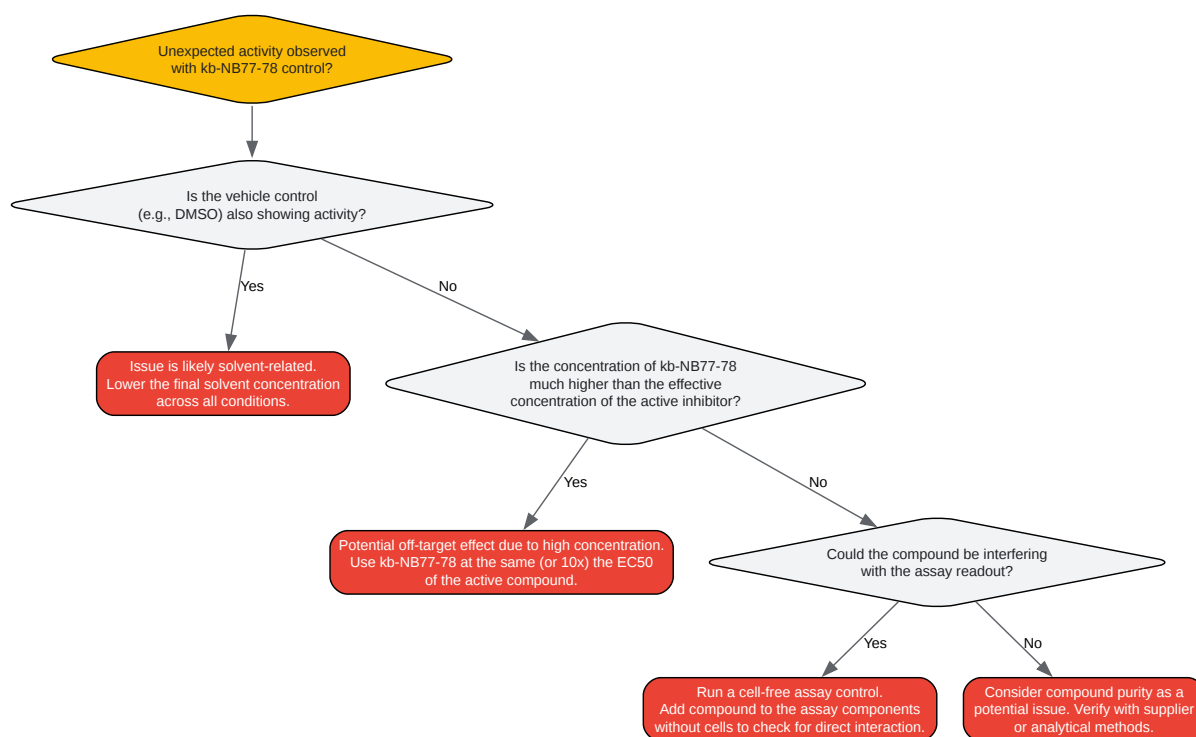 Unexpected activity observed
with kb-NB77-78 control?
Is the vehicle control
(e.g., DMSO) also showing activity?
Yes
No
Issue is likely solvent-related.
Lower the final solvent concentration
across all conditions.
Is the concentration of kb-NB77-78
much higher than the effective
concentration of the active inhibitor?
Yes
No
Potential off-target effect due to high concentration.
Use kb-NB77-78 at the same (or 10x) the EC50
of the active compound.
Could the compound be interfering
with the assay readout?
Yes
No
Run a cell-free assay control.
Add compound to the assay components
without cells to check for direct interaction.
Consider compound purity as a
potential issue. Verify with supplier
or analytical methods.